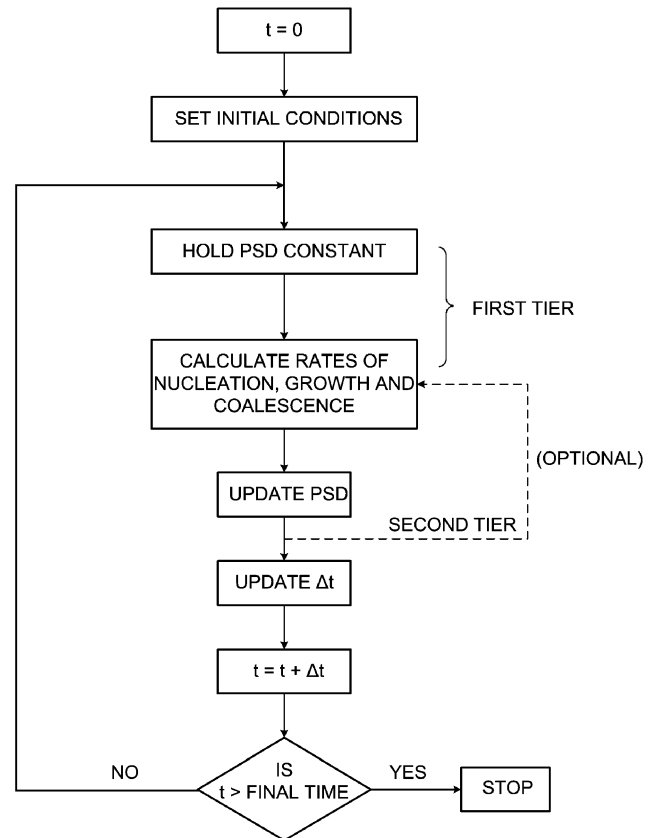 t = 0
SET INITIAL CONDITIONS
HOLD PSD CONSTANT
FIRST TIER
CALCULATE RATES OF
NUCLEATION, GROWTH AND
COALESCENCE
(OPTIONAL)
UPDATE PSD
SECOND TIER
UPDATE Δt
t = t + Δt
IS
t > FINAL TIME
NO
YES
STOP